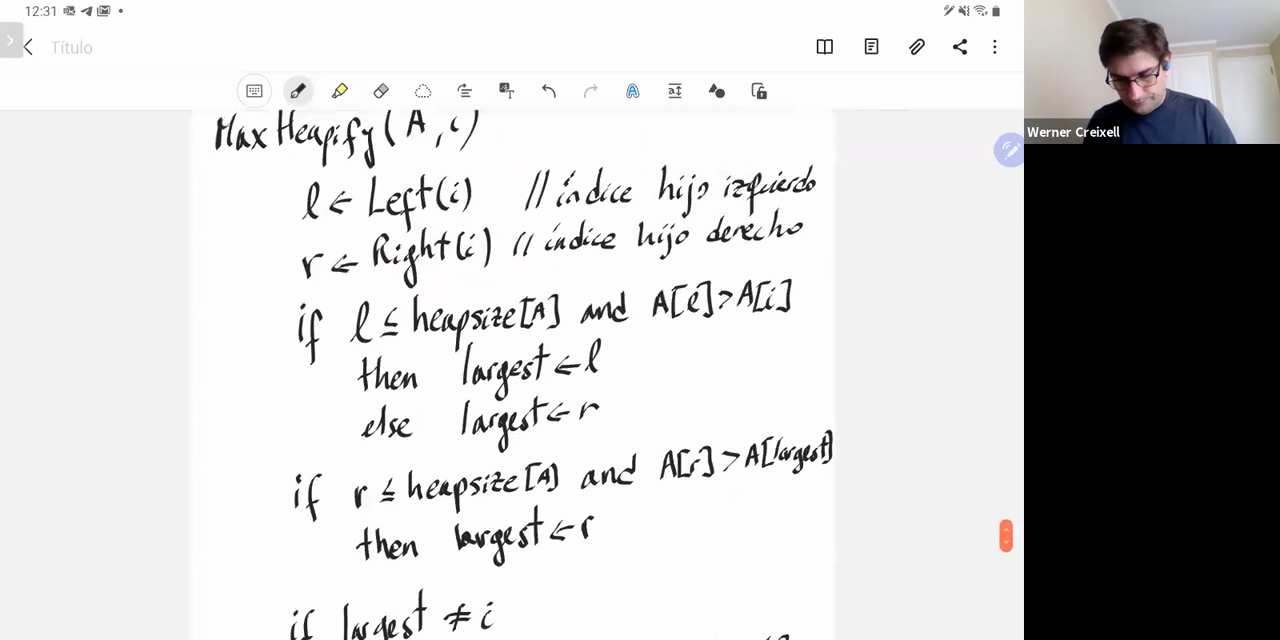 12:31
Título
MaxHeapify(A,i)
l ← Left(i) // índice hijo izquierdo
r ← Right(i) // índice hijo derecho
if l ≤ heapsize[A] and A[l]>A[i]
then largest ← l
else largest ← r
if r ≤ heapsize[A] and A[i] > A[largest]
then largest ← r
if largest ≠ i
Werner Creixell